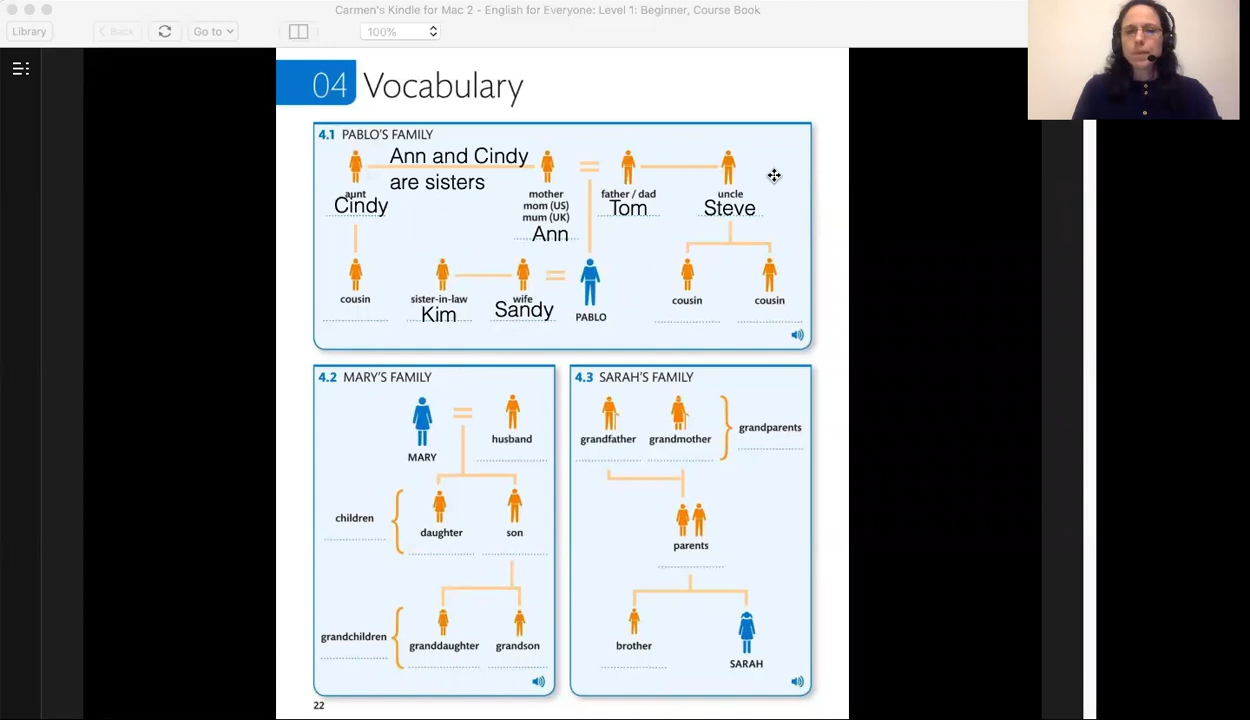 Carmen's Kindle for Mac 2 - English for Everyone: Level 1: Beginner, Course Book
Library
Back
Go to
100%
04 Vocabulary
4.1 PABLO'S FAMILY
Ann and Cindy
are sisters
aunt
Cindy
mother
mom (US)
mum (UK)
Ann
father / dad
Tom
uncle
Steve
cousin
sister-in-law
Kim
wife
Sandy
PABLO
cousin
cousin
4.2 MARY'S FAMILY
MARY
husband
children
daughter
son
grandchildren
granddaughter
grandson
4.3 SARAH'S FAMILY
grandfather
grandmother
grandparents
parents
brother
SARAH
22